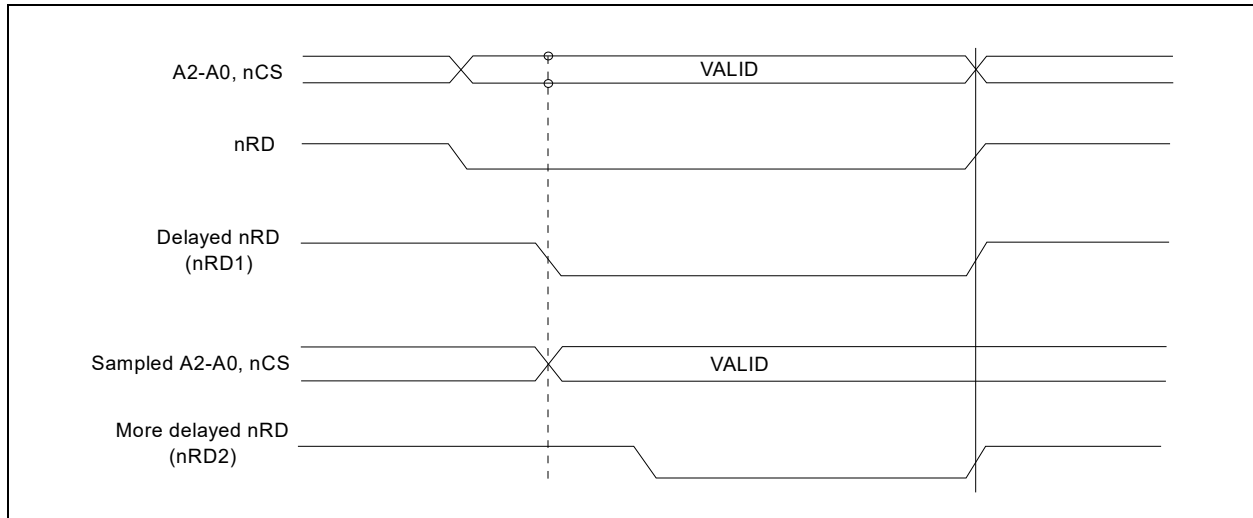 A2-A0, nCS
VALID
nRD
Delayed nRD
(nRD1)
Sampled A2-A0, nCS
VALID
More delayed nRD
(nRD2)